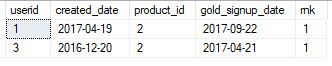 userid created_date product_id gold_signup_date rnk
1 2017-04-19 2 2017-09-22 1
3 2016-12-20 2 2017-04-21 1